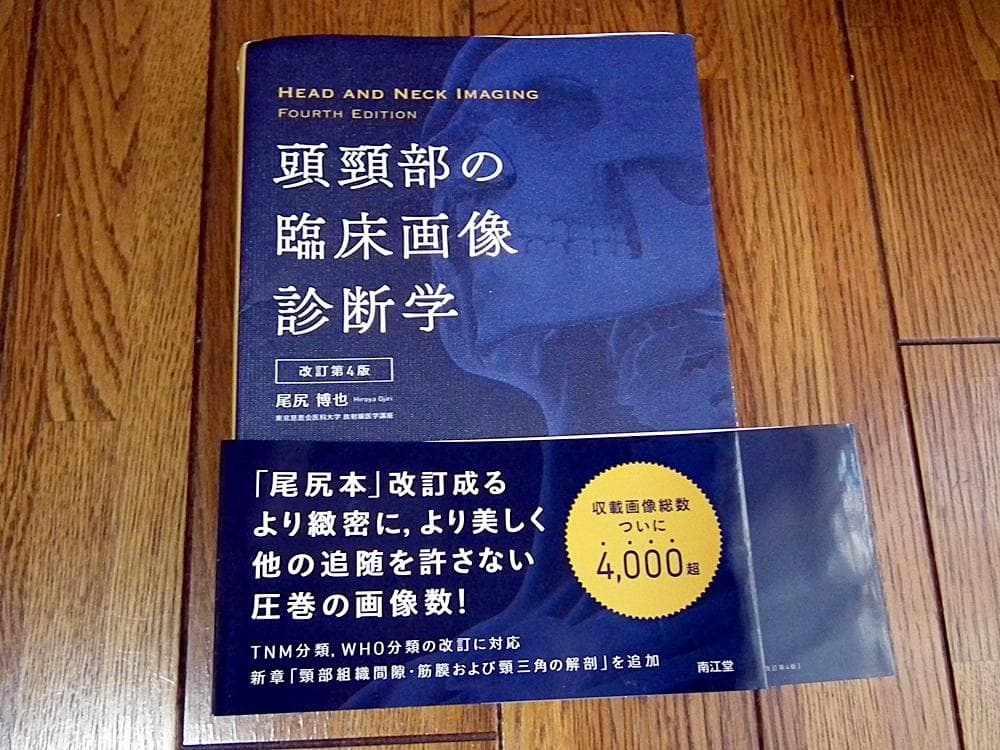 HEAD AND NECK IMAGING
FOURTH EDITION
頭頸部の
臨床画像
診断学
改訂第4版
尾尻 博也 Hiroya Ojiri
東京慈恵会医科大学 放射線医学講座
「尾尻本」改訂成る
より緻密に,より美しく
他の追随を許さない
圧巻の画像数!
収載画像総数
ついに
4,000超
TNM分類,WHO分類の改訂に対応
新章「頸部組織間隙・筋膜および頸三角の解剖」を追加
南江堂
改訂第4版」